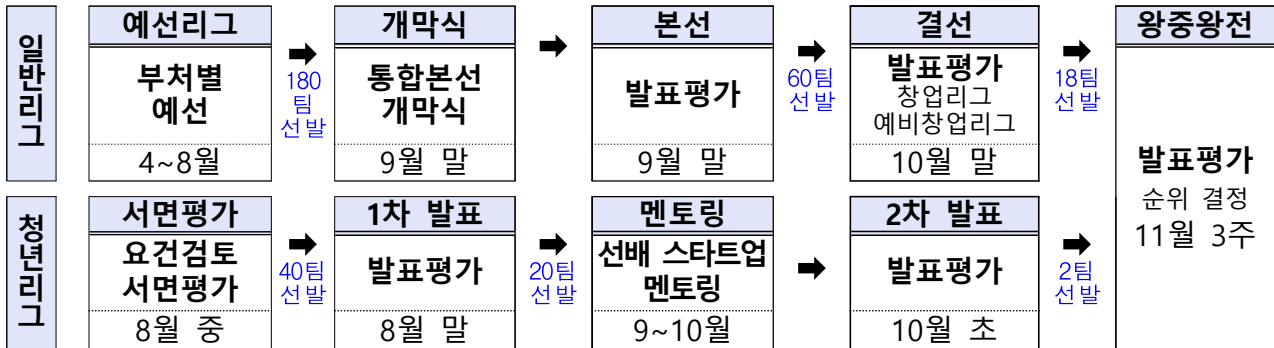 일반리그
예선리그
부처별
예선
4~8월
180
팀
선발
개막식
통합본선
개막식
9월 말
본선
발표평가
9월 말
60팀
선발
결선
발표평가
창업리그
예비창업리그
10월 말
18팀
선발
왕중왕전
발표평가
순위 결정
11월 3주
청년리그
서면평가
요건검토
서면평가
8월 중
40팀
선발
1차 발표
발표평가
8월 말
20팀
선발
멘토링
선배 스타트업
멘토링
9~10월
2차 발표
발표평가
10월 초
2팀
선발